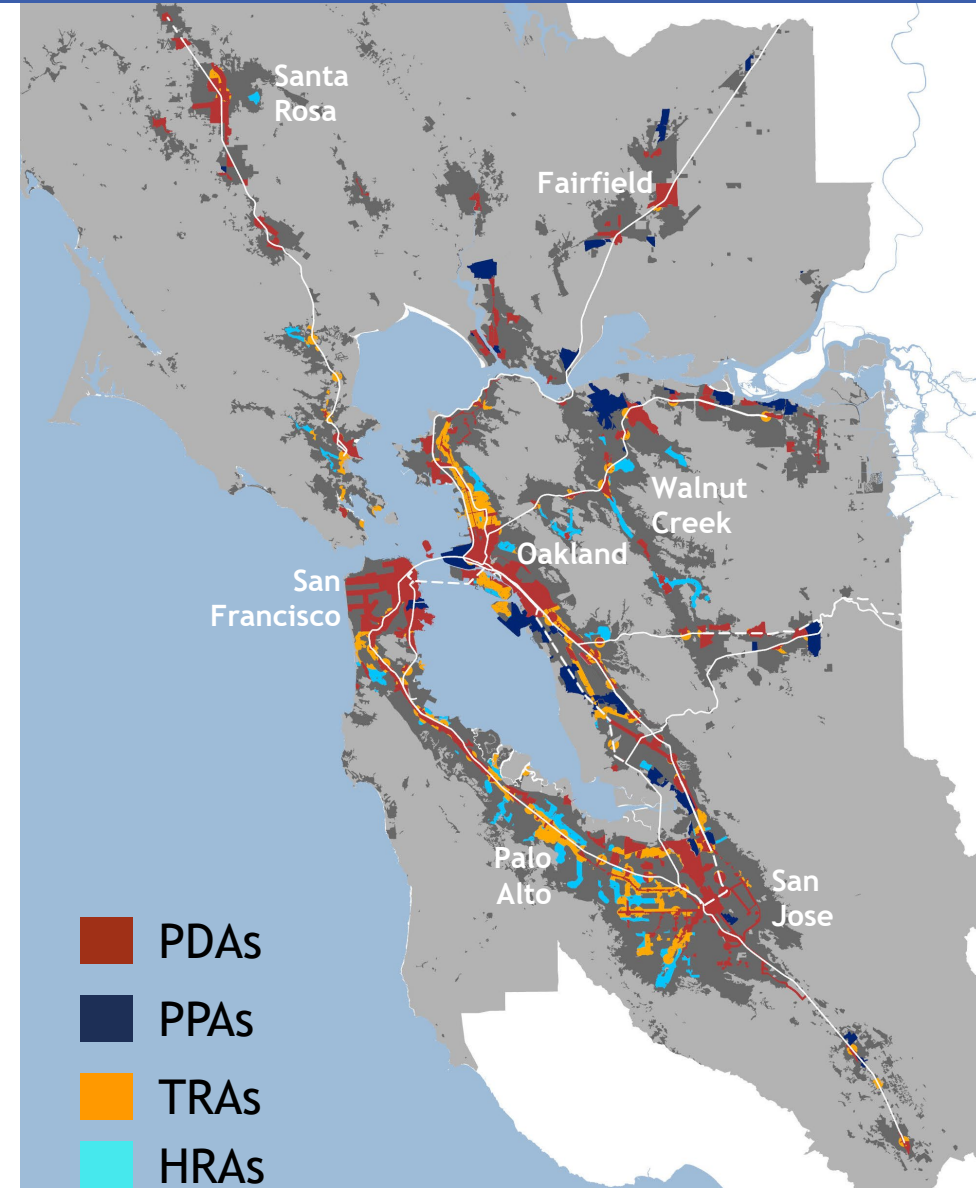 Santa
Rosa
Fairfield
Walnut
Creek
Oakland
San
Francisco
Palo
Alto
San
Jose
PDAs
PPAs
TRAs
HRAs